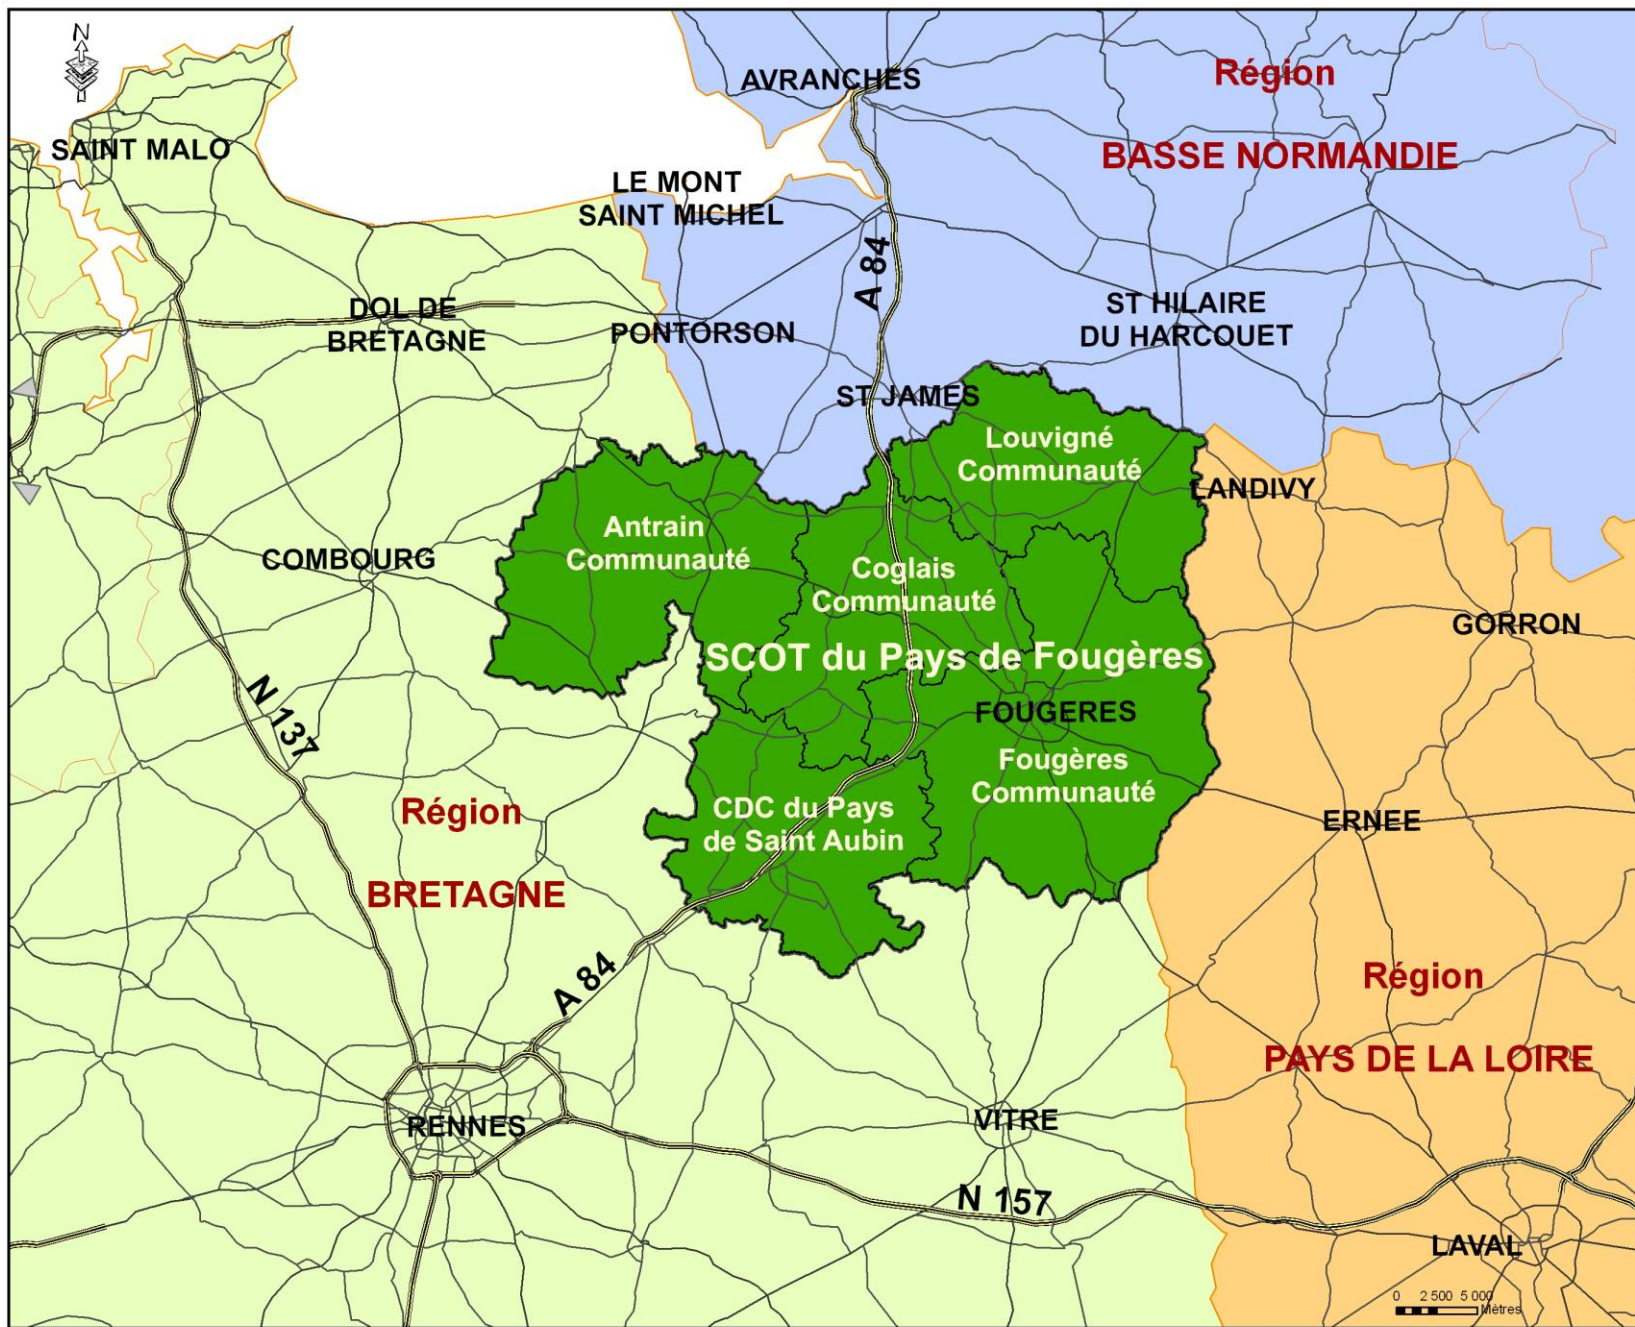 N
AVRANCHES
Région
BASSE NORMANDIE
SAINT MALO
LE MONT
SAINT MICHEL
A 84
DOL DE
BRETAGNE
PONTORSON
ST HILAIRE
DU HARCOUET
ST JAMES
Louvigné
Communauté
LANDIVY
Antrain
Communauté
COMBOURG
Coglais
Communauté
GORRON
SCOT du Pays de Fougères
N 137
FOUGERES
Fougères
Communauté
Région
BRETAGNE
CDC du Pays
de Saint Aubin
ERNEE
A 84
Région
PAYS DE LA LOIRE
RENNES
VITRE
N 157
LAVAL
0 2 500 5 000
Mètres